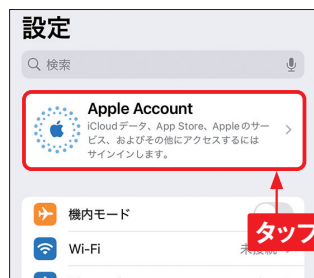 設定
検索
Apple Account
iCloudデータ、App Store、Appleのサー
ビス、およびその他にアクセスするには
サインインします。
機内モード
Wi-Fi
未接続
タップ